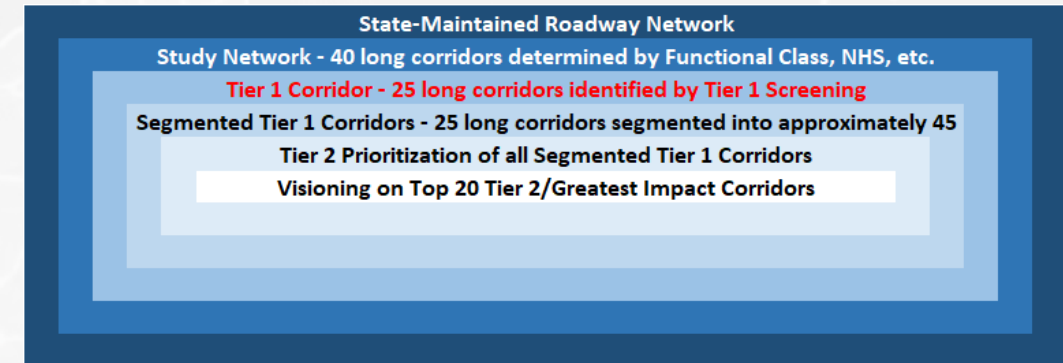 State-Maintained Roadway Network
Study Network - 40 long corridors determined by Functional Class, NHS, etc.
Tier 1 Corridor - 25 long corridors identified by Tier 1 Screening
Segmented Tier 1 Corridors - 25 long corridors segmented into approximately 45
Tier 2 Prioritization of all Segmented Tier 1 Corridors
Visioning on Top 20 Tier 2/Greatest Impact Corridors